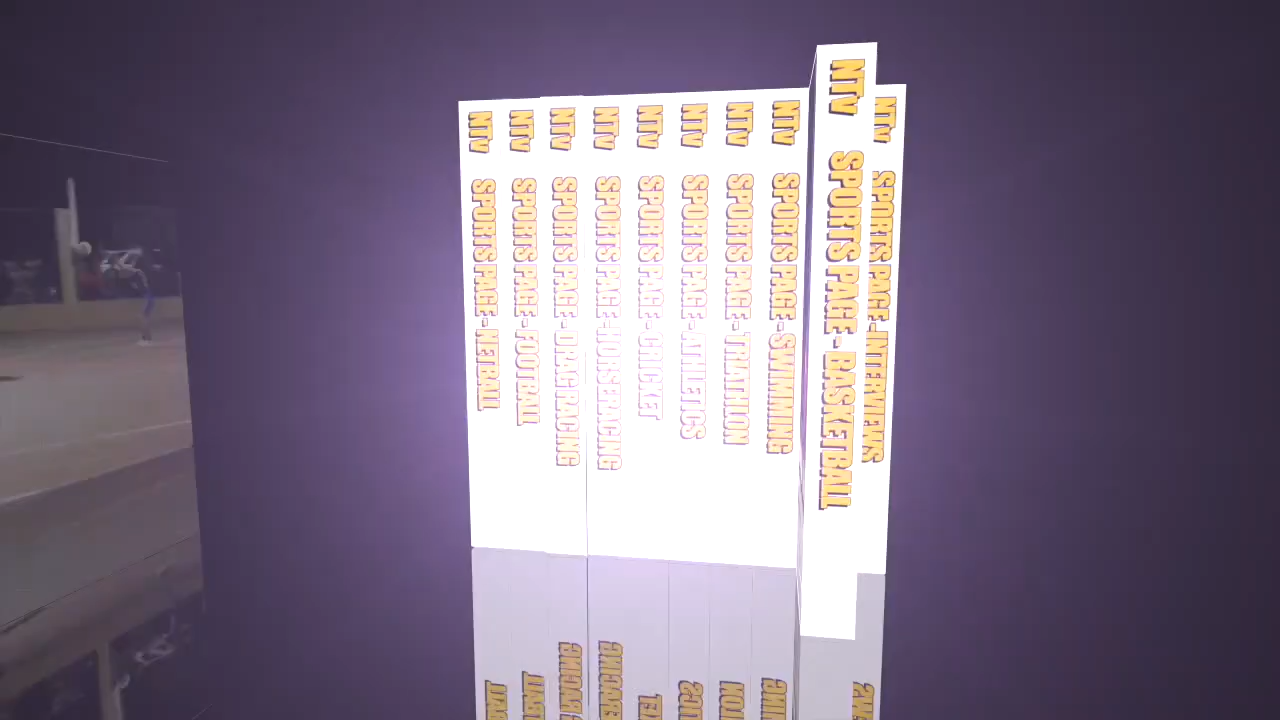 NTV SPORTS PAGE - NETBALL
NTV SPORTS PAGE - FOOTBALL
NTV SPORTS PAGE - DRAG RACING
NTV SPORTS PAGE - HORSERACING
NTV SPORTS PAGE - CRICKET
NTV SPORTS PAGE - ATHLETICS
NTV SPORTS PAGE - TRIATHLON
NTV SPORTS PAGE - SWIMMING
NTV SPORTS PAGE - BASKETBALL
NTV SPORTS PAGE - INTERVIEWS